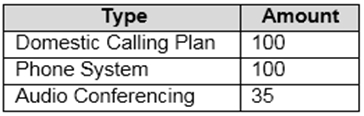 Type Amount
Domestic Calling Plan 100
Phone System 100
Audio Conferencing 35